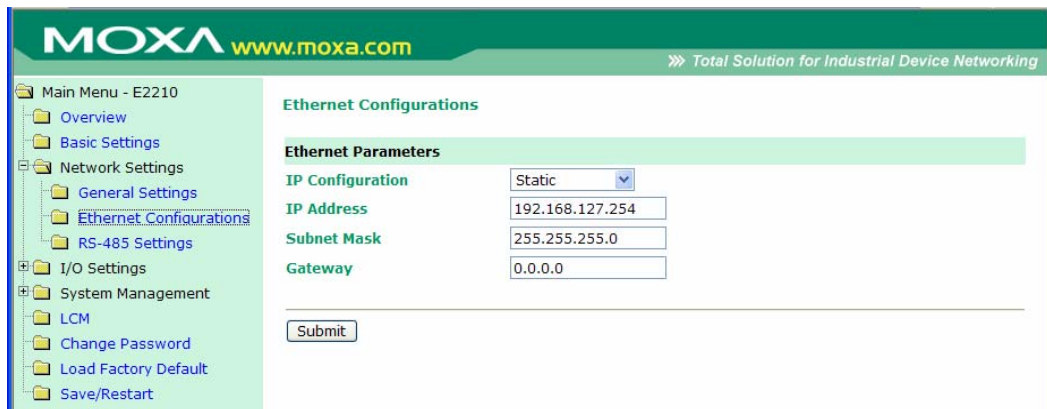 MOXA www.moxa.com
Total Solution for Industrial Device Networking
Main Menu - E2210
Overview
Basic Settings
Network Settings
General Settings
Ethernet Configurations
RS-485 Settings
I/O Settings
System Management
LCM
Change Password
Load Factory Default
Save/Restart
Ethernet Configurations
Ethernet Parameters
IP Configuration Static
IP Address 192.168.127.254
Subnet Mask 255.255.255.0
Gateway 0.0.0.0
Submit